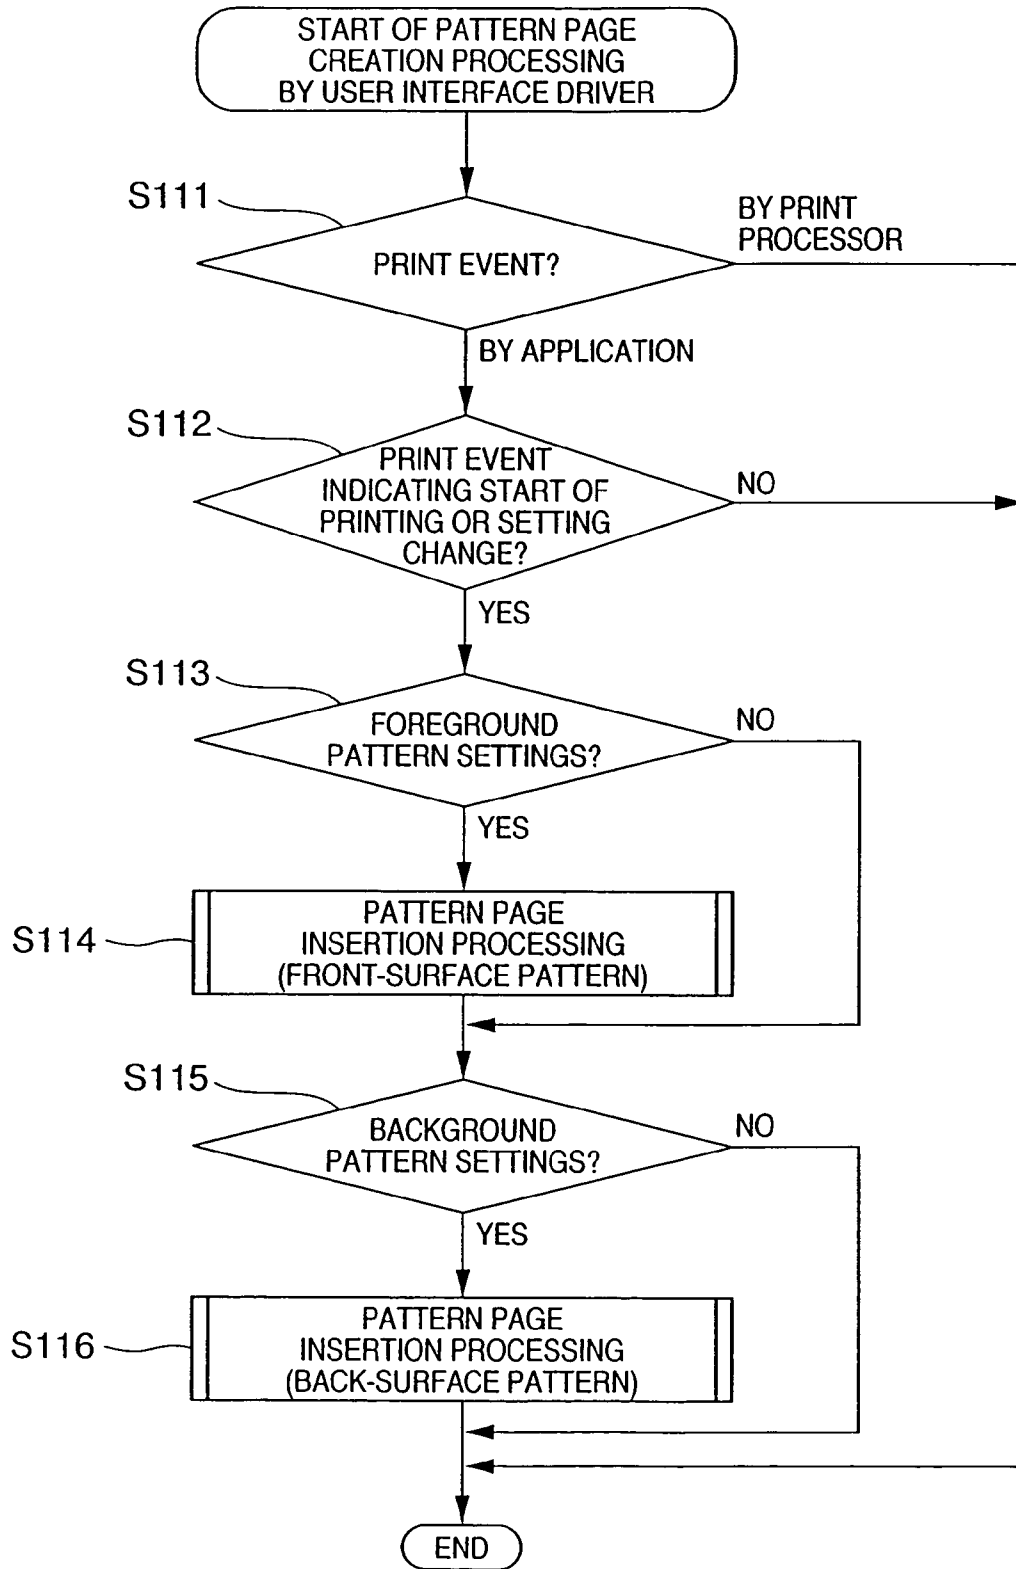 START OF PATTERN PAGE
CREATION PROCESSING
BY USER INTERFACE DRIVER
S111
PRINT EVENT?
BY PRINT
PROCESSOR
BY APPLICATION
S112
PRINT EVENT
INDICATING START OF
PRINTING OR SETTING
CHANGE?
NO
YES
S113
FOREGROUND
PATTERN SETTINGS?
NO
YES
S114
PATTERN PAGE
INSERTION PROCESSING
(FRONT-SURFACE PATTERN)
S115
BACKGROUND
PATTERN SETTINGS?
NO
YES
S116
PATTERN PAGE
INSERTION PROCESSING
(BACK-SURFACE PATTERN)
END